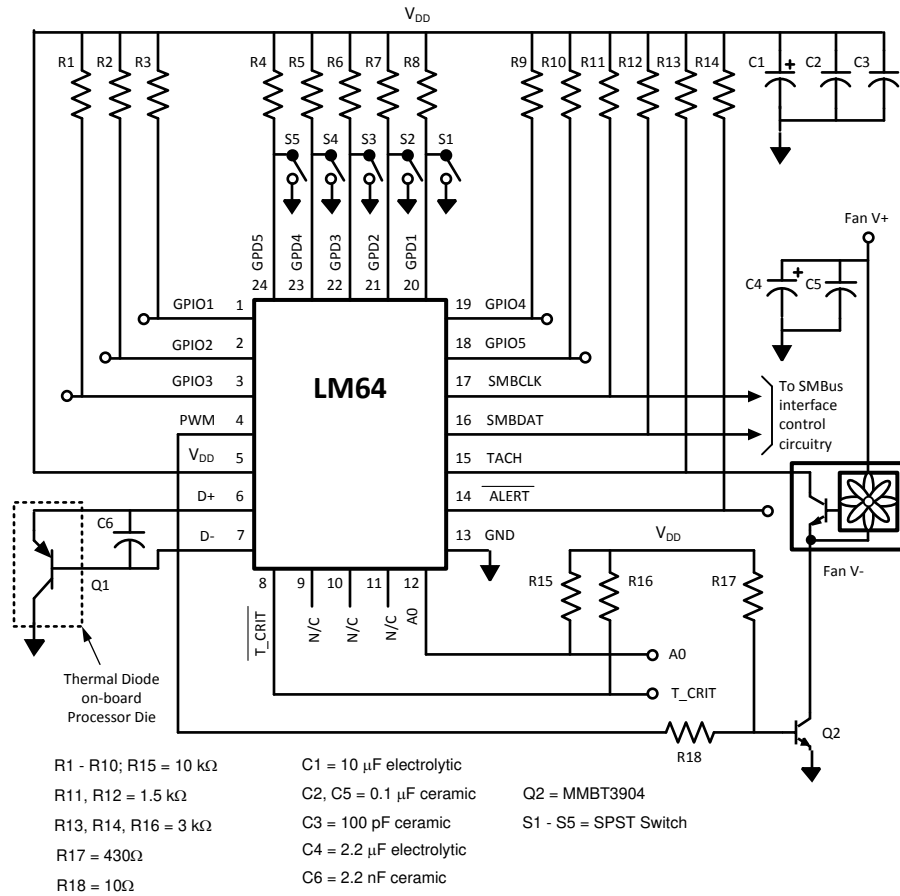 V_DD
R1 R2 R3 R4 R5 R6 R7 R8 R9 R10 R11 R12 R13 R14 C1 + C2 C3
S5 S4 S3 S2 S1
Fan V+
GPD5 GPD4 GPD3 GPD2 GPD1
C4 + C5
24 23 22 21 20
GPIO1 1 19 GPIO4
GPIO2 2 18 GPIO5
GPIO3 3 LM64 17 SMBCLK
To SMBus
interface
control
circuitry
PWM 4 16 SMBDAT
V_DD 5 15 TACH
D+ 6 14 ALERT
C6
D- 7 13 GND
V_DD
Fan V-
8 9 10 11 12
Q1
R15 R16 R17
T_CRIT N/C N/C N/C A0
A0
Thermal Diode
on-board
Processor Die
T_CRIT
Q2
R18
R1 - R10; R15 = 10 kΩ
R11, R12 = 1.5 kΩ
R13, R14, R16 = 3 kΩ
R17 = 430Ω
R18 = 10Ω
C1 = 10 μF electrolytic
C2, C5 = 0.1 μF ceramic
C3 = 100 pF ceramic
C4 = 2.2 μF electrolytic
C6 = 2.2 nF ceramic
Q2 = MMBT3904
S1 - S5 = SPST Switch